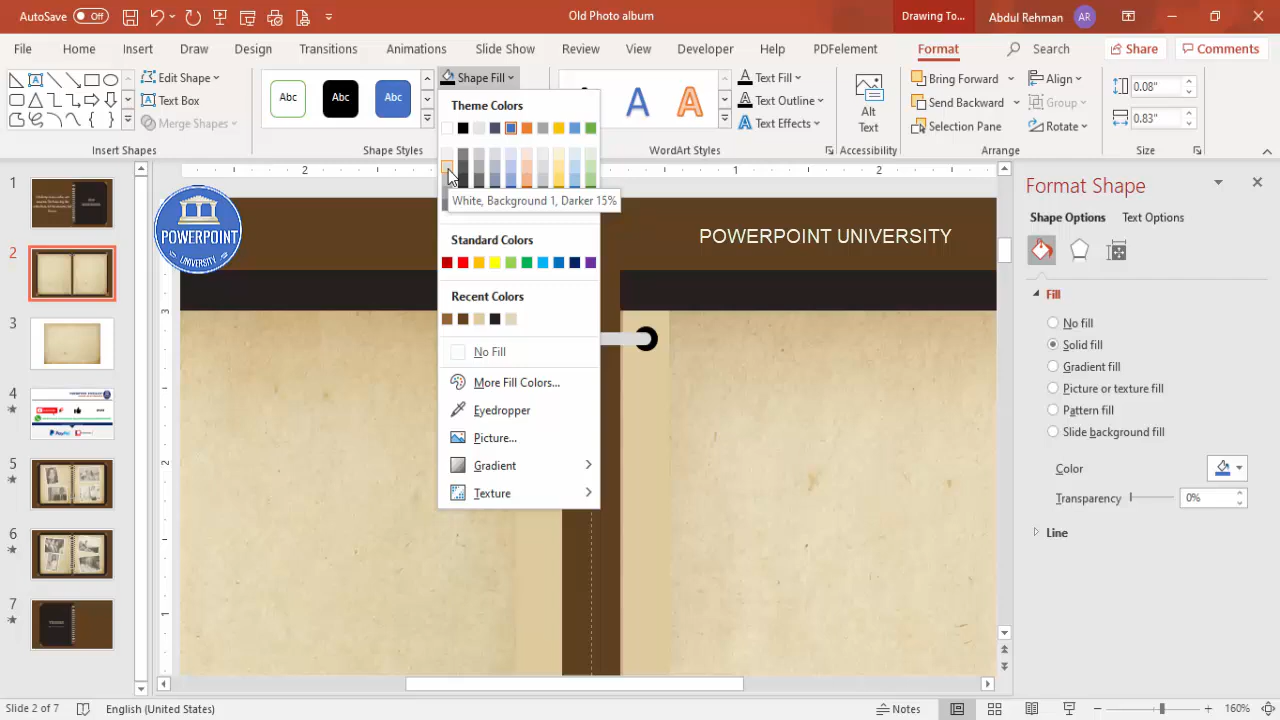 AutoSave Off Old Photo album Drawing To... Abdul Rehman AR
File Home Insert Draw Design Transitions Animations Slide Show Review View Developer Help PDFelement Format Search Share Comments
Edit Shape
Text Box
Merge Shapes
Insert Shapes
Abc Abc Abc
Shape Styles
Shape Fill
A A
Text Fill
Text Outline
Text Effects
WordArt Styles
Alt
Text
Accessibility
Bring Forward
Send Backward
Selection Pane
Align
Group
Rotate
Arrange
0.08"
0.83"
Size
Theme Colors
White, Background 1, Darker 15%
Standard Colors
Recent Colors
No Fill
More Fill Colors...
Eyedropper
Picture...
Gradient
Texture
1
2
3
4
5
6
7
2 1 1 2
3
2
1
POWERPOINT
UNIVERSITY
POWERPOINT UNIVERSITY
Format Shape
Shape Options Text Options
Fill
No fill
Solid fill
Gradient fill
Picture or texture fill
Pattern fill
Slide background fill
Color
Transparency 0%
Line
Slide 2 of 7 English (United States) Notes 160%